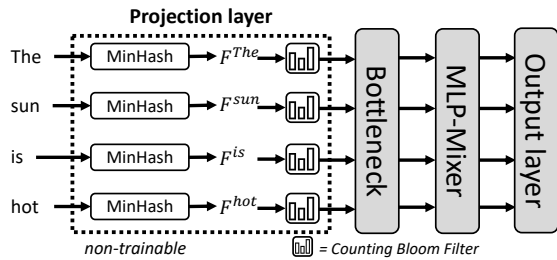 Projection layer
The MinHash F^The
sun MinHash F^sun
is MinHash F^is
hot MinHash F^hot
Bottleneck
MLP-Mixer
Output layer
non-trainable
= Counting Bloom Filter